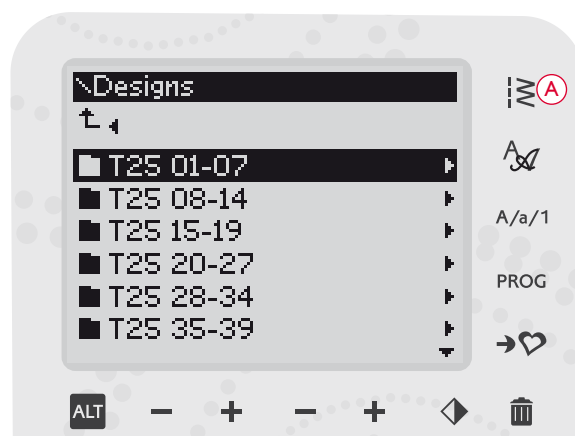 \Designs
A
T25 01-07
T25 08-14
A/a/1
T25 15-19
T25 20-27
PROG
T25 28-34
T25 35-39
ALT